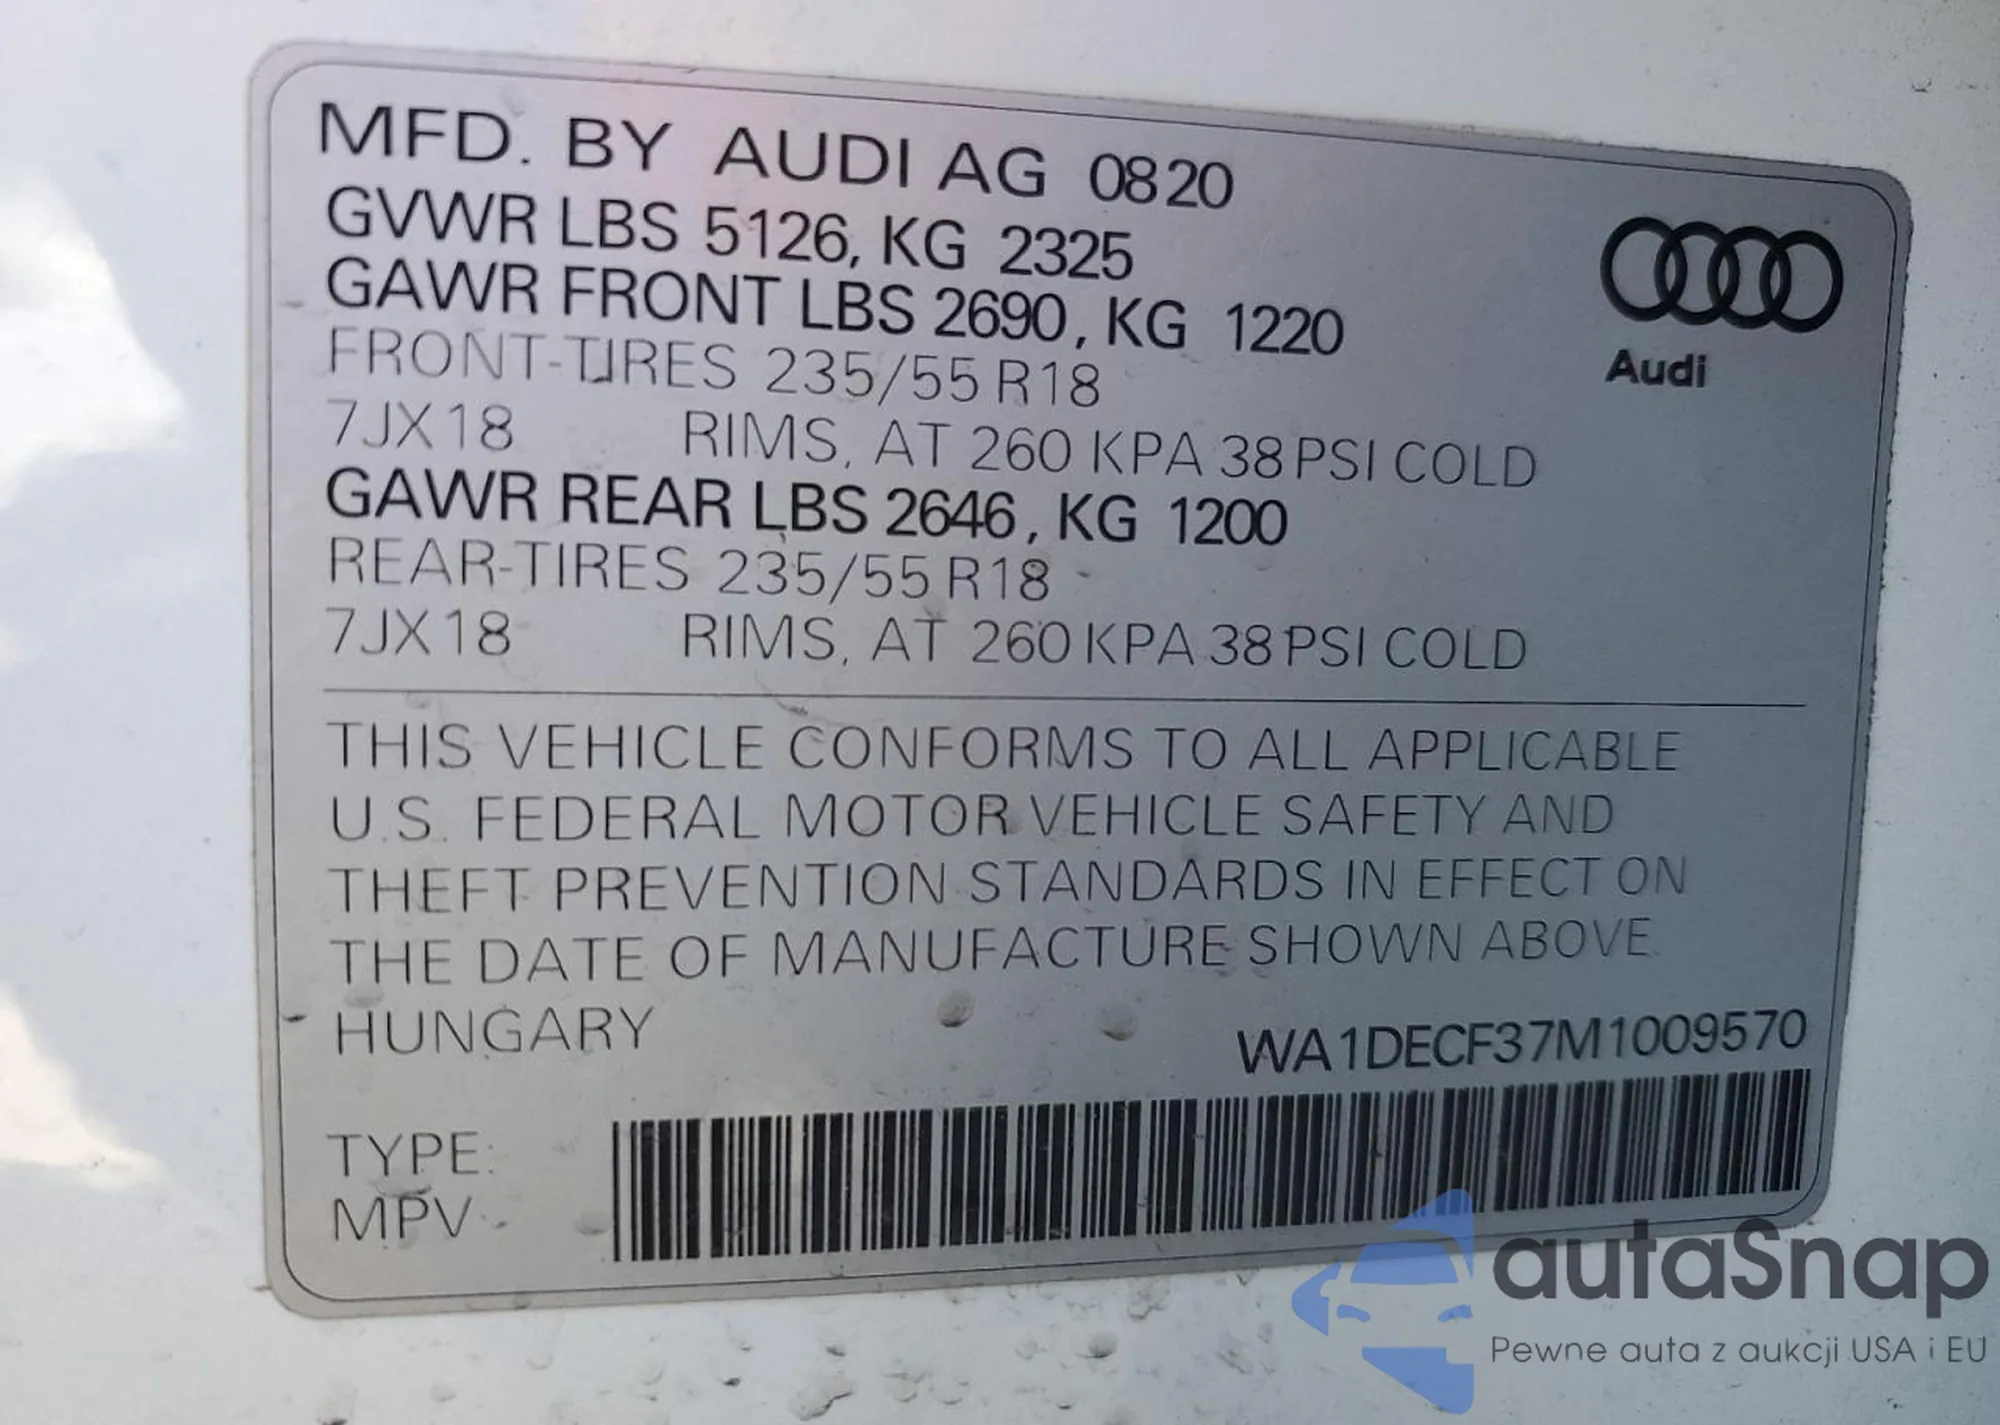 MFD. BY AUDI AG 0820
GVWR LBS 5126, KG 2325
GAWR FRONT LBS 2690, KG 1220
FRONT-TIRES 235/55 R18
7JX18 RIMS, AT 260 KPA 38 PSI COLD
GAWR REAR LBS 2646, KG 1200
REAR-TIRES 235/55 R18
7JX18 RIMS, AT 260 KPA 38 PSI COLD
Audi
THIS VEHICLE CONFORMS TO ALL APPLICABLE
U.S. FEDERAL MOTOR VEHICLE SAFETY AND
THEFT PREVENTION STANDARDS IN EFFECT ON
THE DATE OF MANUFACTURE SHOWN ABOVE.
HUNGARY WA1DECF37M1009570
TYPE:
MPV
autaSnap
Pewne auta z aukcji USA i EU